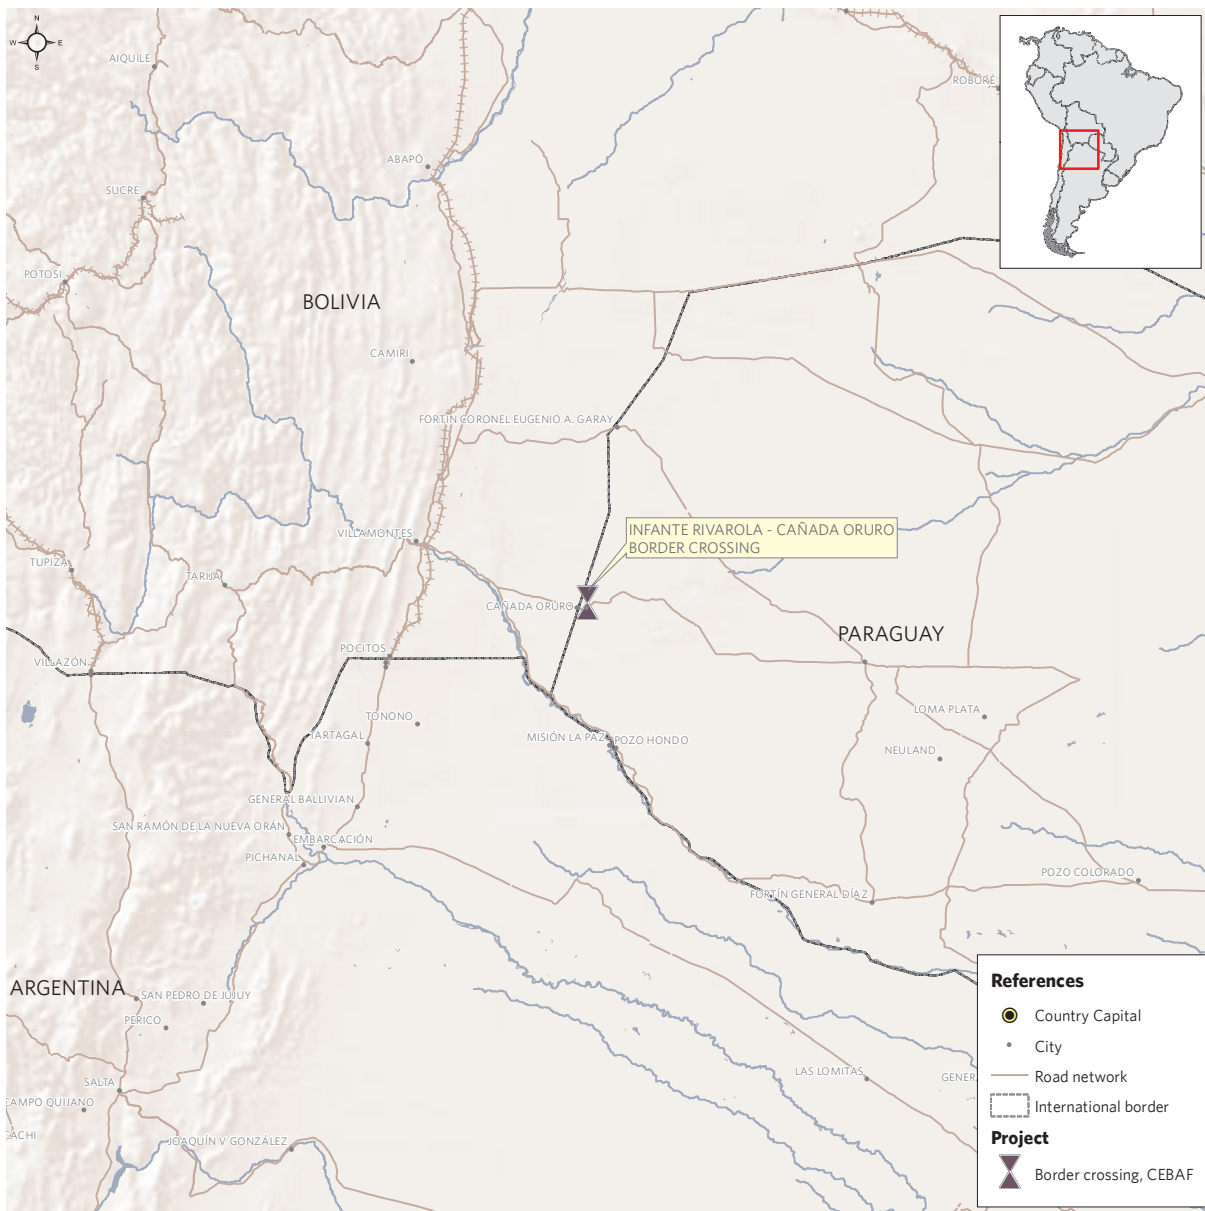 N
W
E
S
AIQUILE
ROBORÉ
ABAPÓ
SUCRE
POTOSI
BOLIVIA
CAMIRI
FORTÍN CORONEL EUGENIO A. GARAY
INFANTE RIVAROLA - CAÑADA ORURO
BORDER CROSSING
VILLAMONTES
TUPIZA
TARIJA
CAÑADA ORURO
PARAGUAY
POCITOS
VILLAZÓN
LOMA PLATA
TONONO
TARTAGAL
MISIÓN LA PAZ
POZO HONDO
NEULAND
GENERAL BALLIVIAN
SAN RAMÓN DE LA NUEVA ORÁN
EMBARCACIÓN
PICHANAL
POZO COLORADO
FORTÍN GENERAL DÍAZ
ARGENTINA
SAN PEDRO DE JUJUY
PERICO
LAS LOMITAS
GENER
SALTA
CAMPO QUIJANO
CACHI
JOAQUÍN V GONZÁLEZ
References
Country Capital
City
Road network
International border
Project
Border crossing, CEBAF